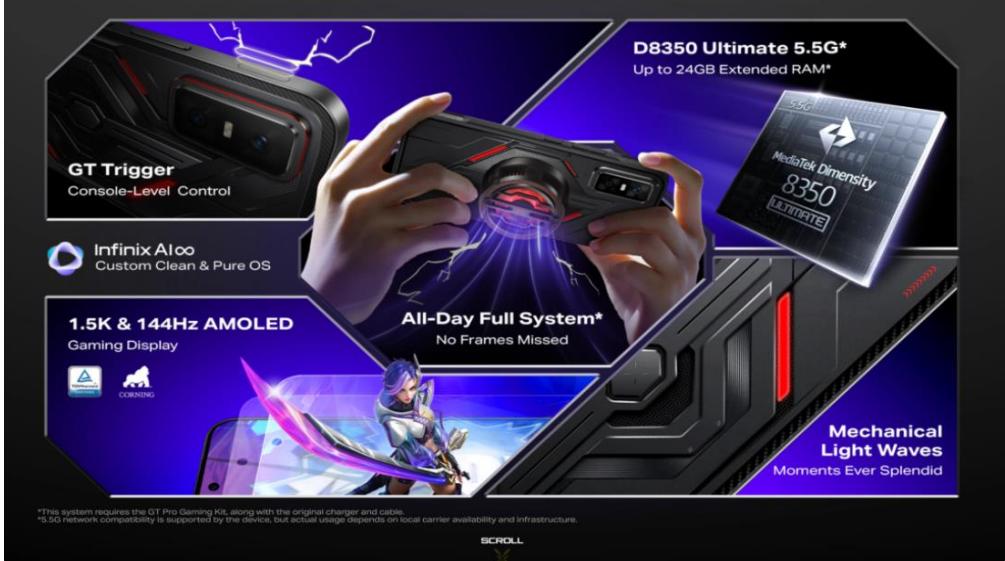 GT Trigger
Console-Level Control
D8350 Ultimate 5.5G*
Up to 24GB Extended RAM*
5.5G
MediaTek Dimensity
8350
ULTIMATE
Infinix AI∞
Custom Clean & Pure OS
All-Day Full System*
No Frames Missed
1.5K & 144Hz AMOLED
Gaming Display
CORNING
Mechanical
Light Waves
Moments Ever Splendid
*This system requires the GT Pro Gaming Kit, along with the original charger and cable.
*5.5G network compatibility is supported by the device, but actual usage depends on local carrier availability and infrastructure.
SCROLL